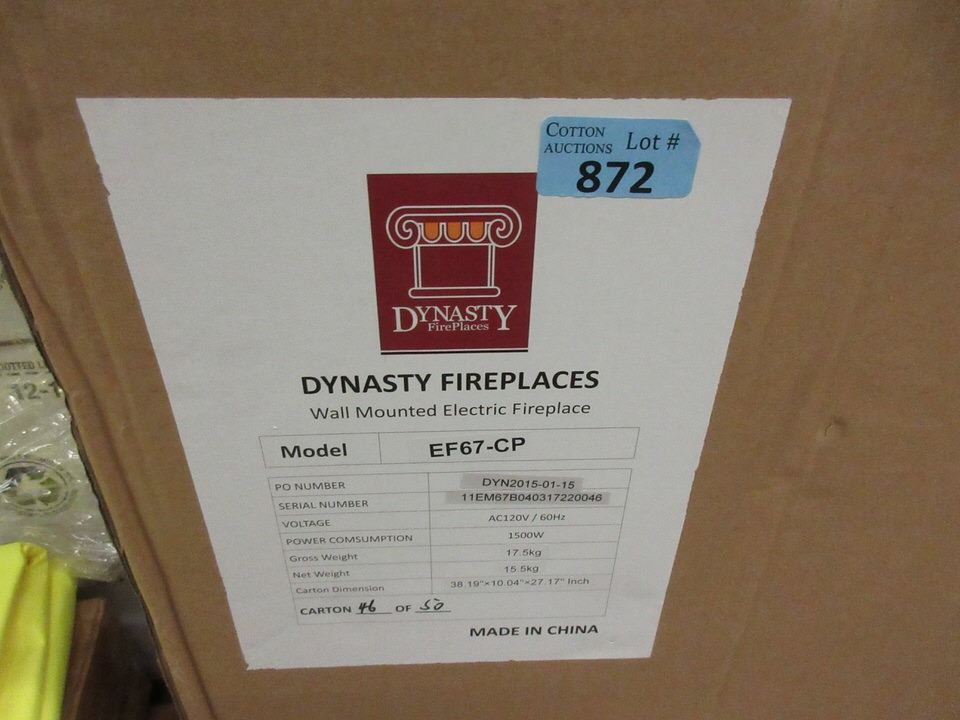 COTTON
AUCTIONS Lot #
872
DYNASTY
FirePlaces
DYNASTY FIREPLACES
Wall Mounted Electric Fireplace
Model EF67-CP
PO NUMBER DYN2015-01-15
SERIAL NUMBER 11EM67B040317220046
VOLTAGE AC120V / 60Hz
POWER COMSUMPTION 1500W
Gross Weight 17.5kg
Net Weight 15.5kg
Carton Dimension 38.19"×10.04"×27.17" Inch
CARTON 46 OF 50
MADE IN CHINA